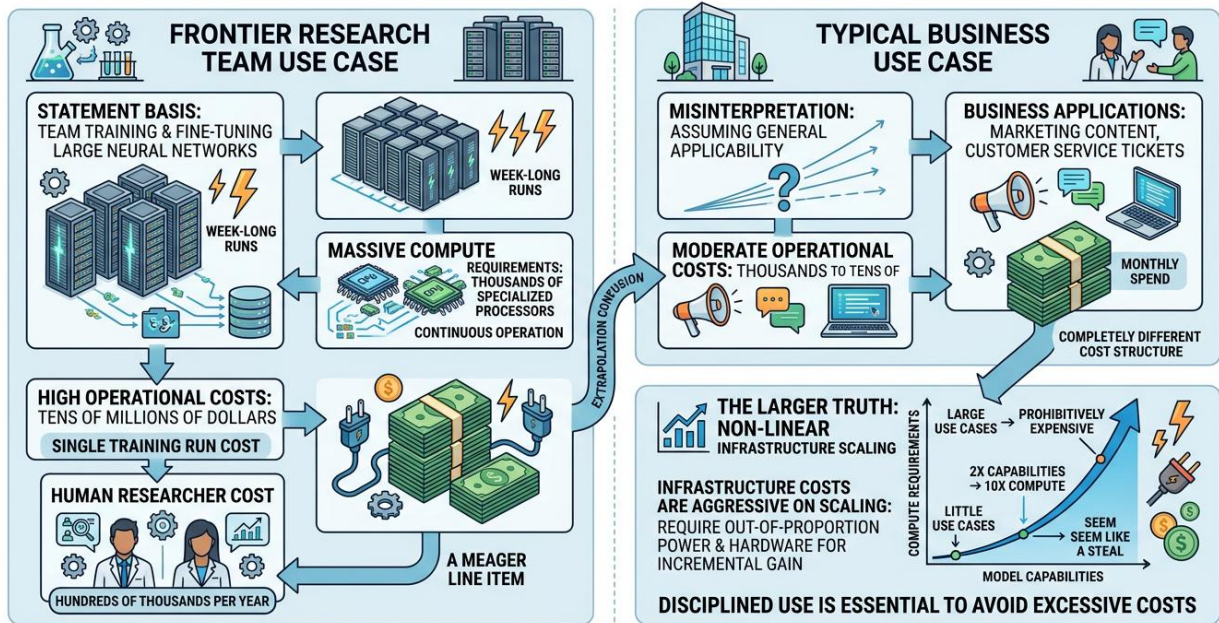 FRONTIER RESEARCH
TEAM USE CASE
STATEMENT BASIS:
TEAM TRAINING & FINE-TUNING
LARGE NEURAL NETWORKS
WEEK-LONG
RUNS
WEEK-LONG
RUNS
MASSIVE COMPUTE
REQUIREMENTS:
THOUSANDS OF
SPECIALIZED
PROCESSORS
CONTINUOUS OPERATION
HIGH OPERATIONAL COSTS:
TENS OF MILLIONS OF DOLLARS
SINGLE TRAINING RUN COST
HUMAN RESEARCHER COST
HUNDREDS OF THOUSANDS PER YEAR
A MEAGER
LINE ITEM
EXTRAPOLATION CONFUSION
TYPICAL BUSINESS
USE CASE
MISINTERPRETATION:
ASSUMING GENERAL
APPLICABILITY
?
BUSINESS APPLICATIONS:
MARKETING CONTENT,
CUSTOMER SERVICE TICKETS
MODERATE OPERATIONAL
COSTS: THOUSANDS TO TENS OF
MONTHLY
SPEND
COMPLETELY DIFFERENT
COST STRUCTURE
THE LARGER TRUTH:
NON-LINEAR
INFRASTRUCTURE SCALING
INFRASTRUCTURE COSTS
ARE AGGRESSIVE ON SCALING:
REQUIRE OUT-OF-PROPORTION
POWER & HARDWARE FOR
INCREMENTAL GAIN
COMPUTE REQUIREMENTS
LARGE
USE CASES
PROHIBITIVELY
EXPENSIVE
2X CAPABILITIES
→ 10X COMPUTE
LITTLE
USE CASES
SEEM
SEEM LIKE
A STEAL
MODEL CAPABILITIES
DISCIPLINED USE IS ESSENTIAL TO AVOID EXCESSIVE COSTS